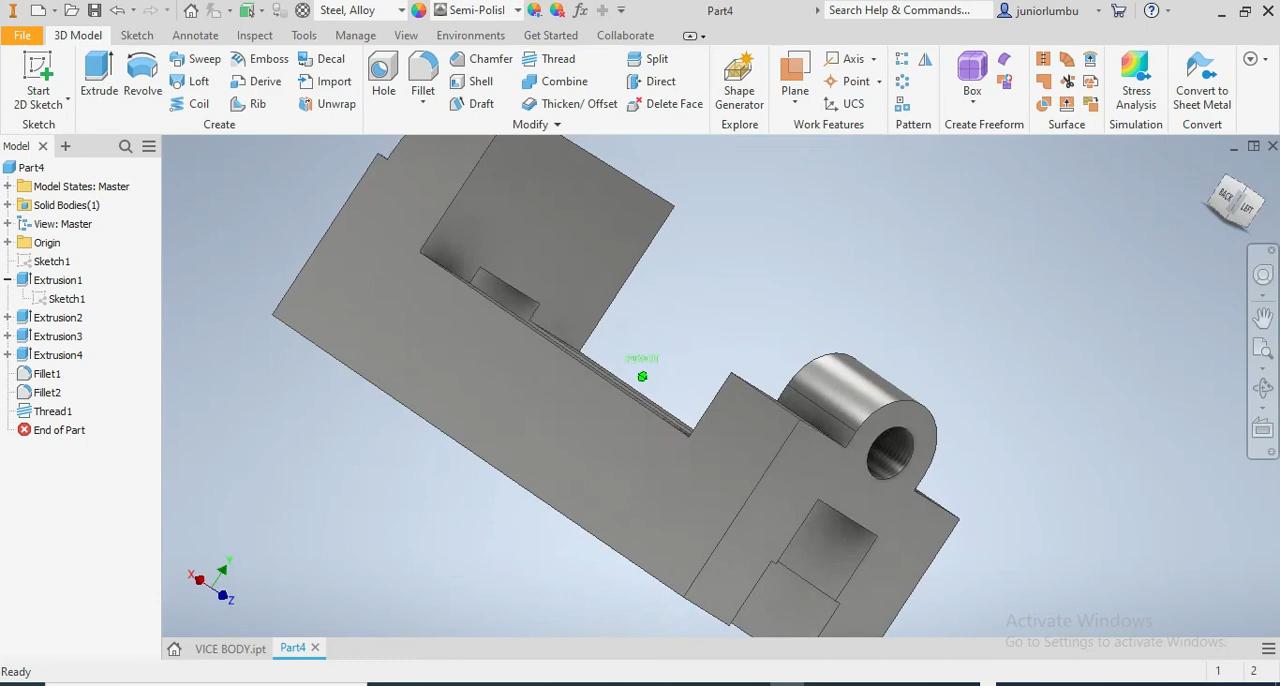 File
Steel, Alloy
Semi-Polisl
fx
Part4
Search Help & Commands...
juniorlumbu
3D Model
Sketch
Annotate
Inspect
Tools
Manage
View
Environments
Get Started
Collaborate
Start
2D Sketch
Sketch
Extrude
Revolve
Sweep
Loft
Coil
Embos
Derive
Rib
Decal
Import
Unwrap
Create
Hole
Fillet
Chamfer
Shell
Draft
Thread
Combine
Thicken/ Offset
Split
Direct
Delete Face
Modify
Shape
Generator
Explore
Plane
Axis
Point
UCS
Work Features
Pattern
Box
Create Freeform
Surface
Stress
Analysis
Simulation
Convert to
Sheet Metal
Convert
Model
Part4
Model States: Master
Solid Bodies(1)
View: Master
Origin
Sketch1
Extrusion1
Sketch1
Extrusion2
Extrusion3
Extrusion4
Fillet1
Fillet2
Thread1
End of Part
BACK
LEFT
X
Y
Z
Activate Windows
Go to Settings to activate Windows.
VICE BODY.ipt
Part4
Ready
1
2